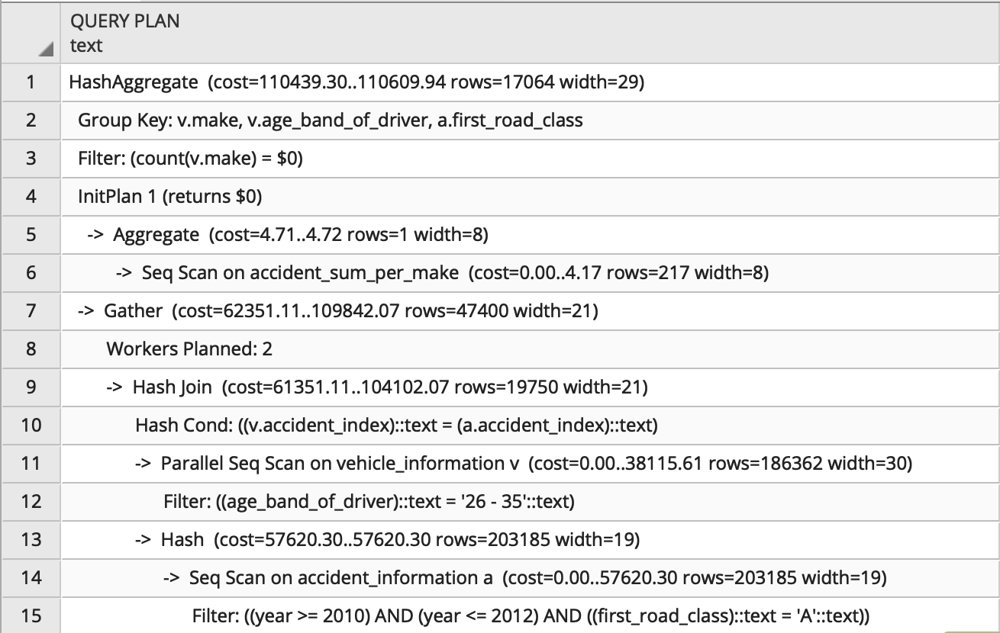 QUERY PLAN
text
1 HashAggregate (cost=110439.30..110609.94 rows=17064 width=29)
2 Group Key: v.make, v.age_band_of_driver, a.first_road_class
3 Filter: (count(v.make) = $0)
4 InitPlan 1 (returns $0)
5 -> Aggregate (cost=4.71..4.72 rows=1 width=8)
6 -> Seq Scan on accident_sum_per_make (cost=0.00..4.17 rows=217 width=8)
7 -> Gather (cost=62351.11..109842.07 rows=47400 width=21)
8 Workers Planned: 2
9 -> Hash Join (cost=61351.11..104102.07 rows=19750 width=21)
10 Hash Cond: ((v.accident_index)::text = (a.accident_index)::text)
11 -> Parallel Seq Scan on vehicle_information v (cost=0.00..38115.61 rows=186362 width=30)
12 Filter: ((age_band_of_driver)::text = '26 - 35'::text)
13 -> Hash (cost=57620.30..57620.30 rows=203185 width=19)
14 -> Seq Scan on accident_information a (cost=0.00..57620.30 rows=203185 width=19)
15 Filter: ((year >= 2010) AND (year <= 2012) AND ((first_road_class)::text = 'A'::text))